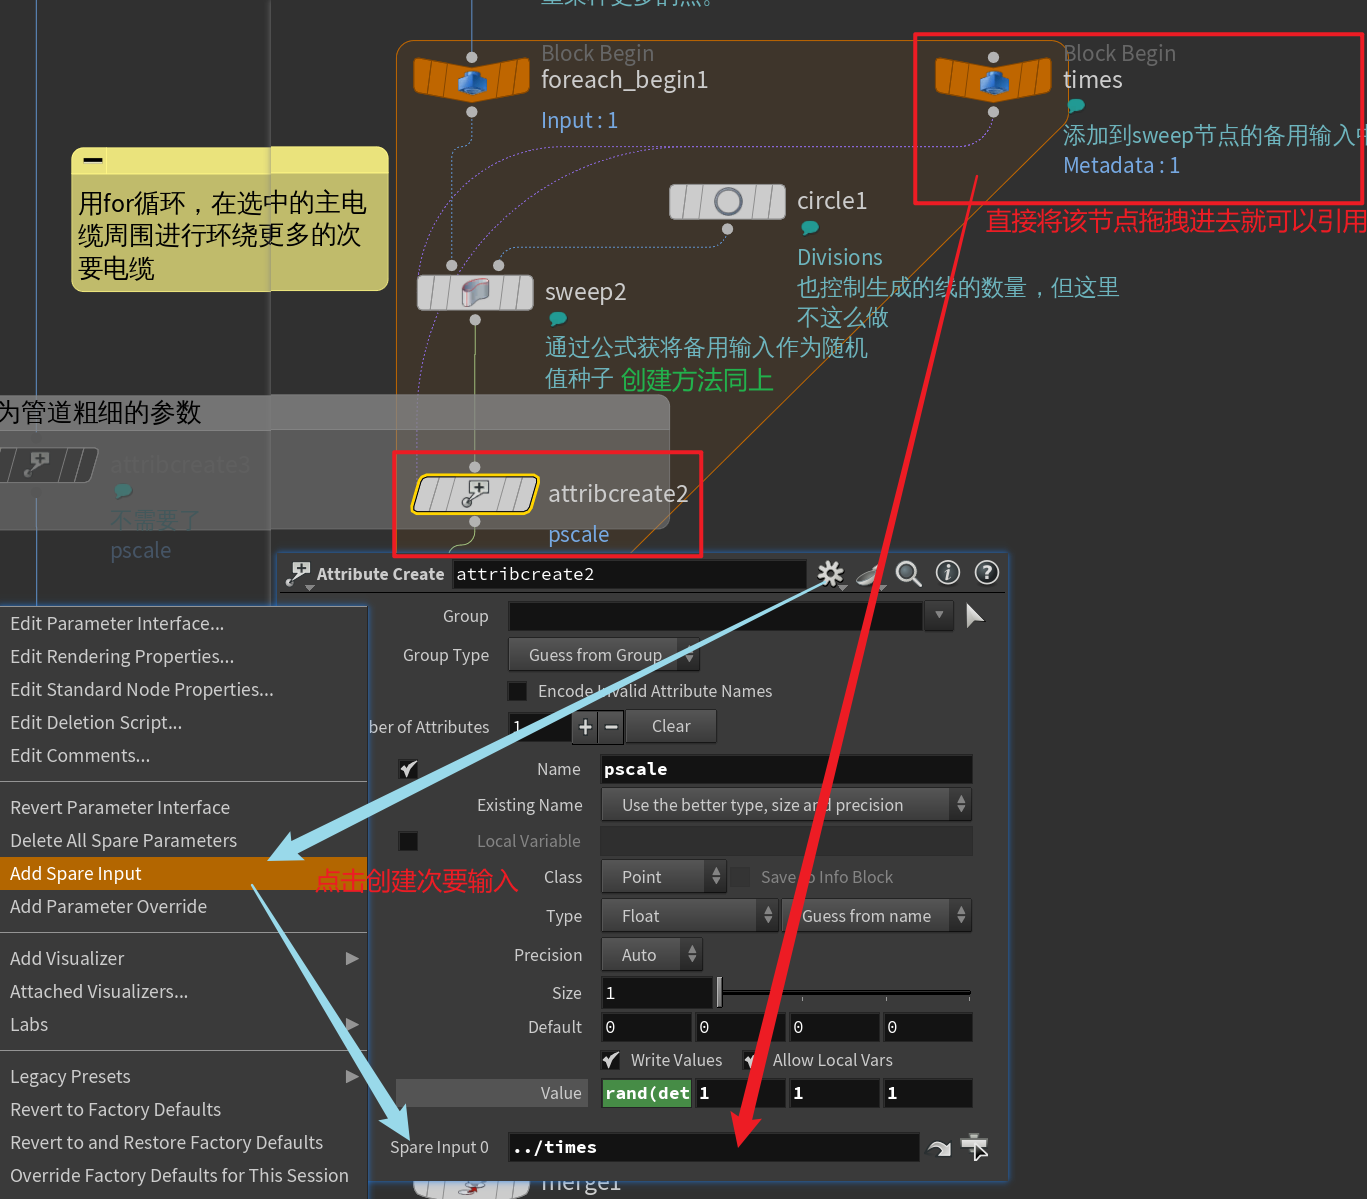 重采样更多的点。
Block Begin
foreach_begin1
Input : 1
Block Begin
times
添加到sweep节点的备用输入中
Metadata : 1
直接将该节点拖拽进去就可以引用
用for循环，在选中的主电
缆周围进行环绕更多的次
要电缆
circle1
Divisions
也控制生成的线的数量，但这里
不这么做
sweep2
通过公式获将备用输入作为随机
值种子 创建方法同上
为管道粗细的参数
attribcreate3
不需要了
pscale
attribcreate2
pscale
Attribute Create attribcreate2
Group
Group Type Guess from Group
Encode Invalid Attribute Names
ber of Attributes 1 Clear
Name pscale
Existing Name Use the better type, size and precision
Local Variable
Class Point Save to Info Block
Type Float Guess from name
Precision Auto
Size 1
Default 0 0 0 0
Write Values Allow Local Vars
Value rand(det 1 1 1
Spare Input 0 ../times
merge1
Edit Parameter Interface...
Edit Rendering Properties...
Edit Standard Node Properties...
Edit Deletion Script...
Edit Comments...
Revert Parameter Interface
Delete All Spare Parameters
Add Spare Input 点击创建次要输入
Add Parameter Override
Add Visualizer
Attached Visualizers...
Labs
Legacy Presets
Revert to Factory Defaults
Revert to and Restore Factory Defaults
Override Factory Defaults for This Session